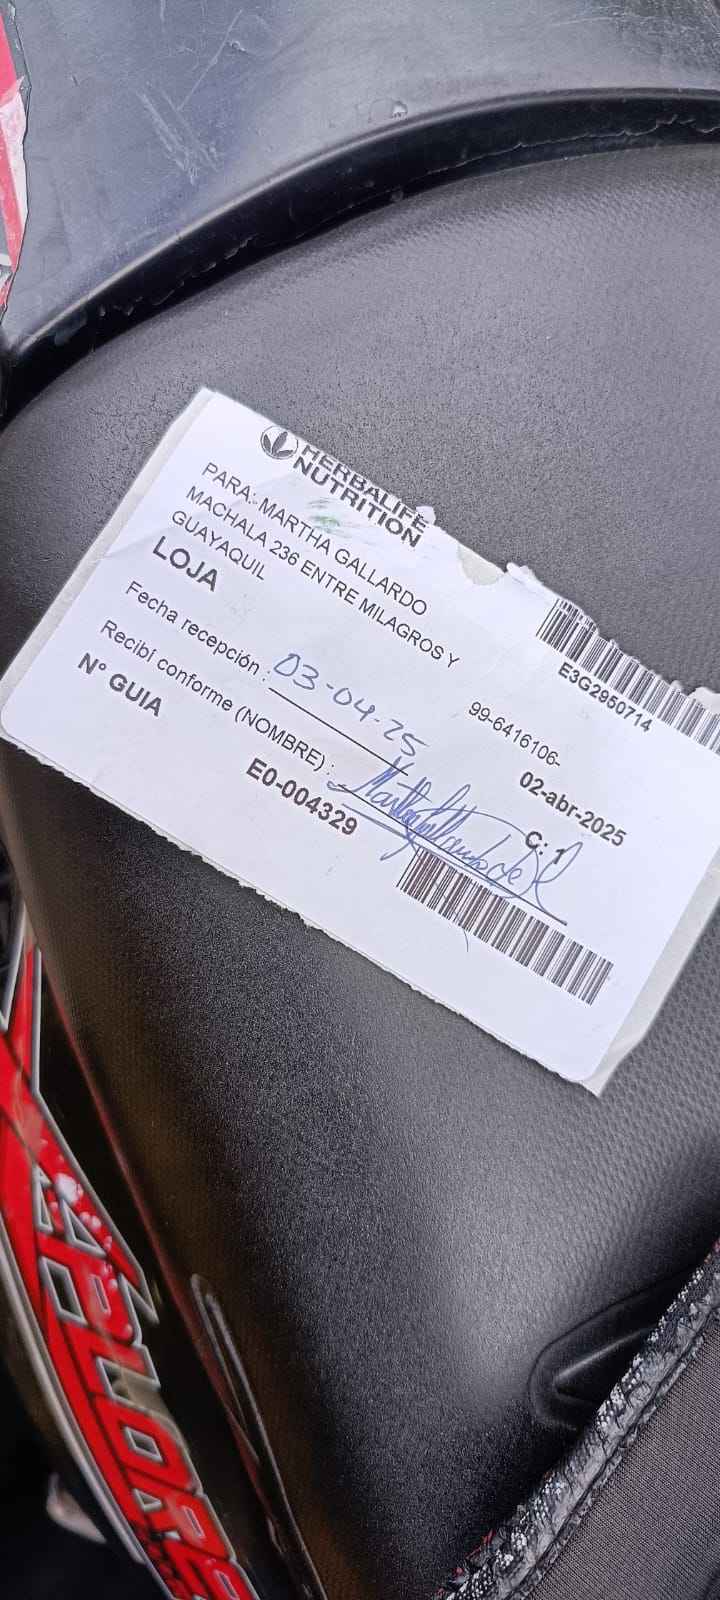 HERBALIFE
NUTRITION
PARA:- MARTHA GALLARDO
MACHALA 236 ENTRE MILAGROS Y
GUAYAQUIL
LOJA
99-6416106-
E3G2950714
Fecha recepción : 03-04-25
02-abr-2025
Recibí conforme (NOMBRE) :
C: 1
N° GUIA
E0-004329